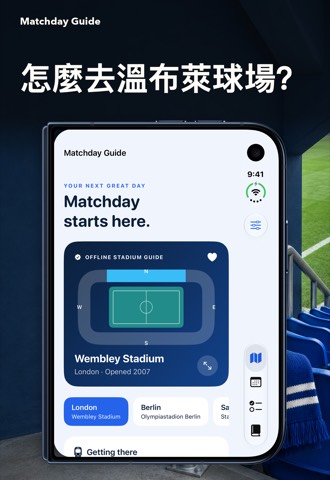 Matchday Guide
怎麼去溫布萊球場？
Matchday Guide
9:41
YOUR NEXT GREAT DAY
Matchday
starts here.
OFFLINE STADIUM GUIDE
N
W
E
S
Wembley Stadium
London · Opened 2007
London
Wembley Stadium
Berlin
Olympiastadion Berlin
Sa
Sta
Getting there